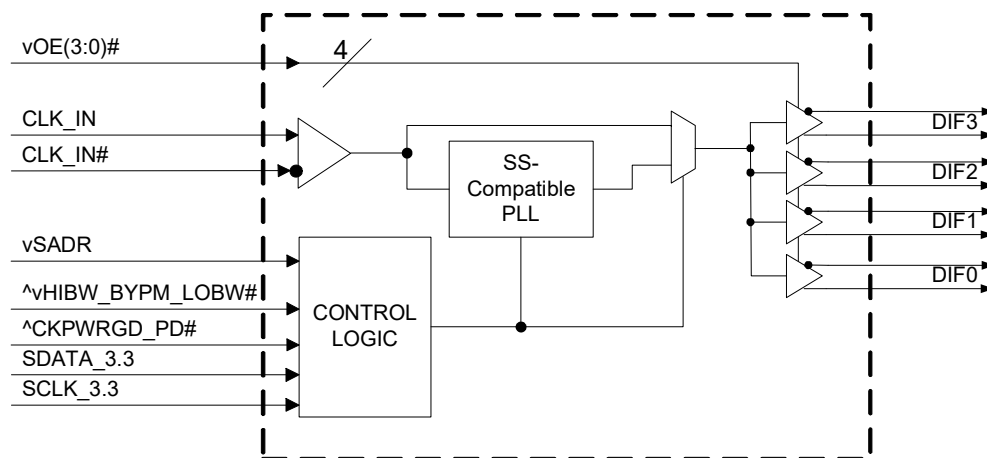 vOE(3:0)#
4
CLK_IN
CLK_IN#
SS-
Compatible
PLL
DIF3
DIF2
DIF1
DIF0
vSADR
^vHIBW_BYPM_LOBW#
^CKPWRGD_PD#
SDATA_3.3
SCLK_3.3
CONTROL
LOGIC